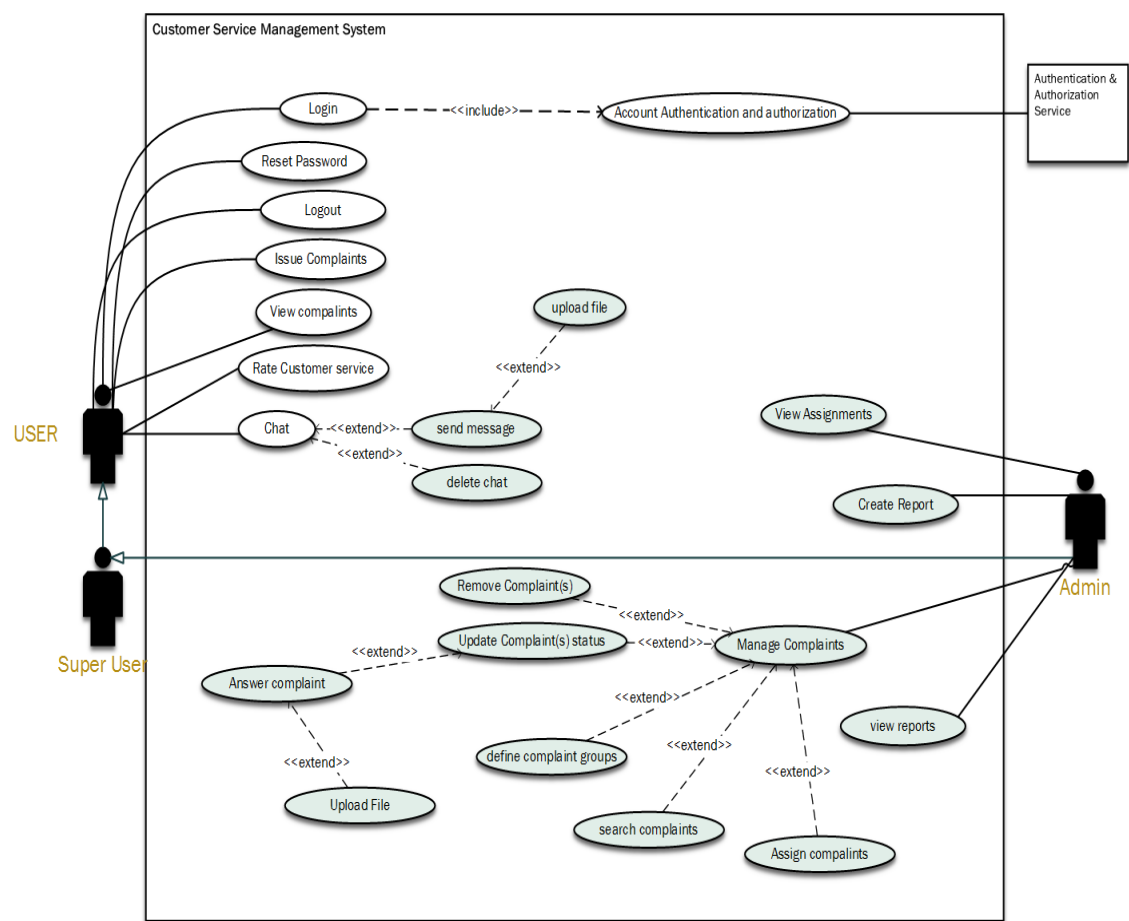 Customer Service Management System
Authentication &
Authorization
Service
Login
<<include>>
Account Authentication and authorization
Reset Password
Logout
Issue Complaints
View compalints
upload file
Rate Customer service
<<extend>>
View Assignments
USER
Chat
<<extend>>
send message
<<extend>>
delete chat
Create Report
Remove Complaint(s)
Admin
<<extend>>
Update Complaint(s) status
<<extend>>
Manage Complaints
Super User
<<extend>>
Answer complaint
<<extend>>
view reports
<<extend>>
define complaint groups
<<extend>>
<<extend>>
Upload File
search complaints
Assign compalints